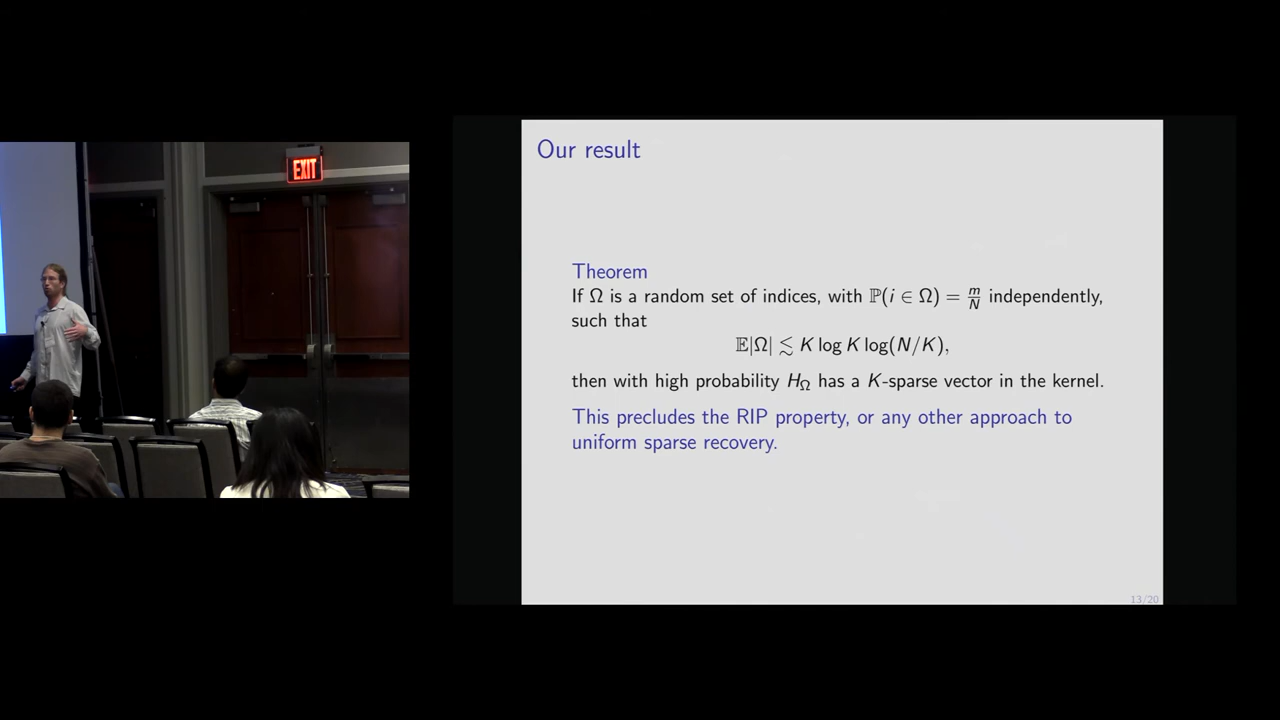 EXIT
Our result
Theorem
If Ω is a random set of indices, with ℙ(i ∈ Ω) = m/N independently,
such that
𝔼|Ω| ≲ K log K log(N/K),
then with high probability H_Ω has a K-sparse vector in the kernel.
This precludes the RIP property, or any other approach to
uniform sparse recovery.
13/20